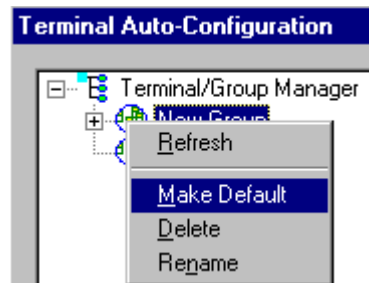 Terminal Auto-Configuration
Terminal/Group Manager
New Group
Refresh
Make Default
Delete
Rename